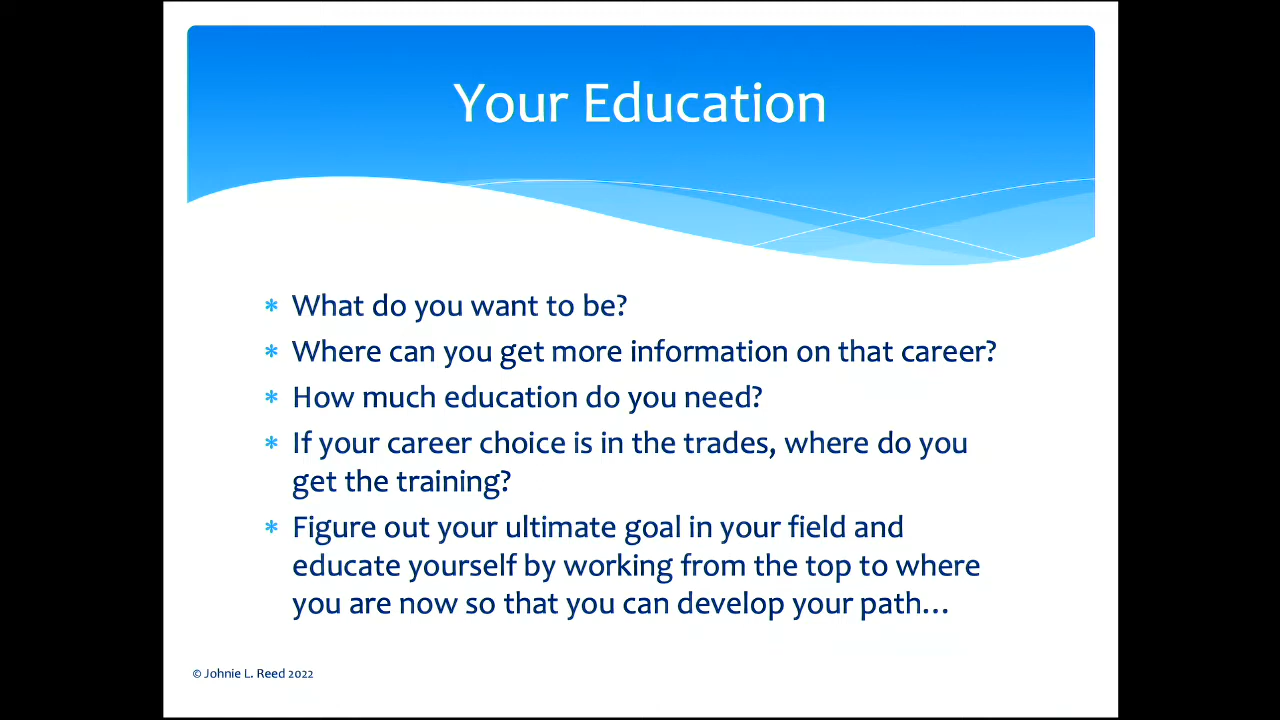 Your Education
* What do you want to be?
* Where can you get more information on that career?
* How much education do you need?
* If your career choice is in the trades, where do you
get the training?
* Figure out your ultimate goal in your field and
educate yourself by working from the top to where
you are now so that you can develop your path…
© Johnie L. Reed 2022